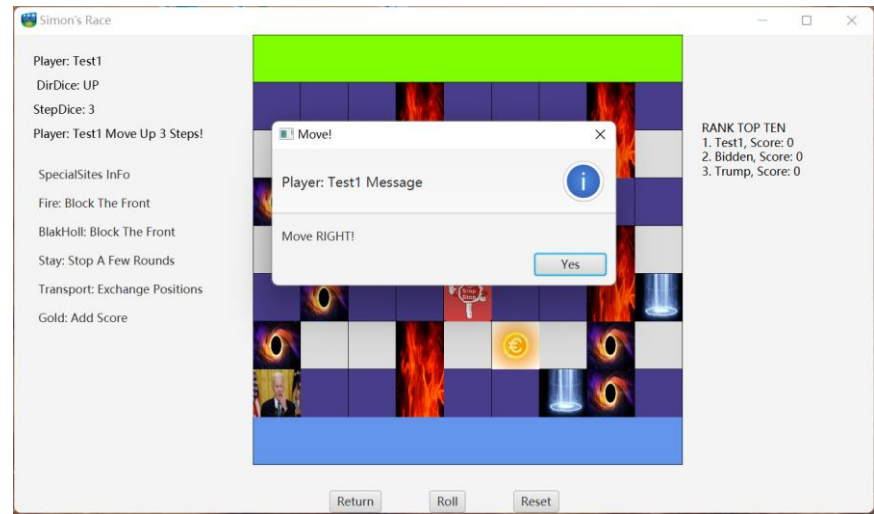 Simon's Race
Player: Test1
DirDice: UP
StepDice: 3
Player: Test1 Move Up 3 Steps!
SpecialSites InFo
Fire: Block The Front
BlakHoll: Block The Front
Stay: Stop A Few Rounds
Transport: Exchange Positions
Gold: Add Score
Move!
Player: Test1 Message
Move RIGHT!
Yes
Stop
Stop
RANK TOP TEN
1. Test1, Score: 0
2. Bidden, Score: 0
3. Trump, Score: 0
Return
Roll
Reset